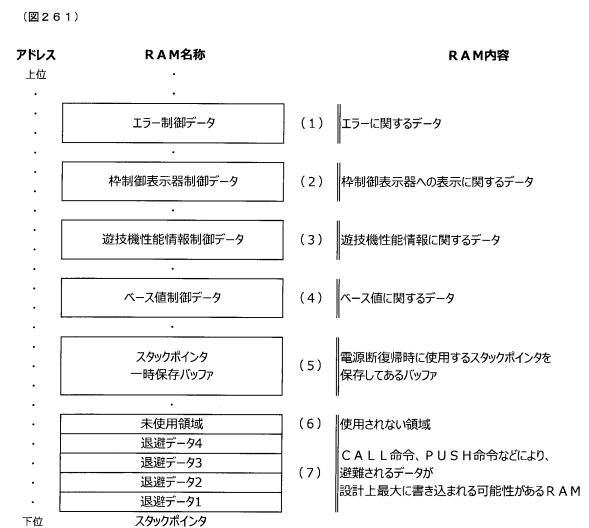 （図２６１）
アドレス　ＲＡＭ名称　ＲＡＭ内容
上位
エラー制御データ　（１）　エラーに関するデータ
枠制御表示器制御データ　（２）　枠制御表示器への表示に関するデータ
遊技機性能情報制御データ　（３）　遊技機性能情報に関するデータ
ベース値制御データ　（４）　ベース値に関するデータ
スタックポインタ
一時保存バッファ
（５）
電源断復帰時に使用するスタックポインタを
保存してあるバッファ
未使用領域　（６）　使用されない領域
退避データ4
退避データ3
退避データ2
退避データ1
（７）
ＣＡＬＬ命令、ＰＵＳＨ命令などにより、
避難されるデータが
設計上最大に書き込まれる可能性があるＲＡＭ
下位　スタックポインタ